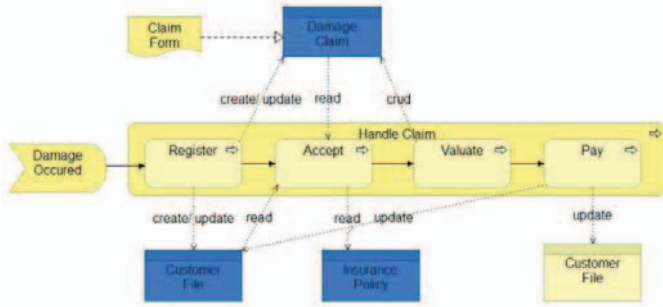 Claim
Form
Damage
Claim
create/ update
read
crud
Handle Claim
Damage
Occured
Register
Accept
Valuate
Pay
create/ update
read
read
update
update
Customer
File
Insurance
Policy
Customer
File